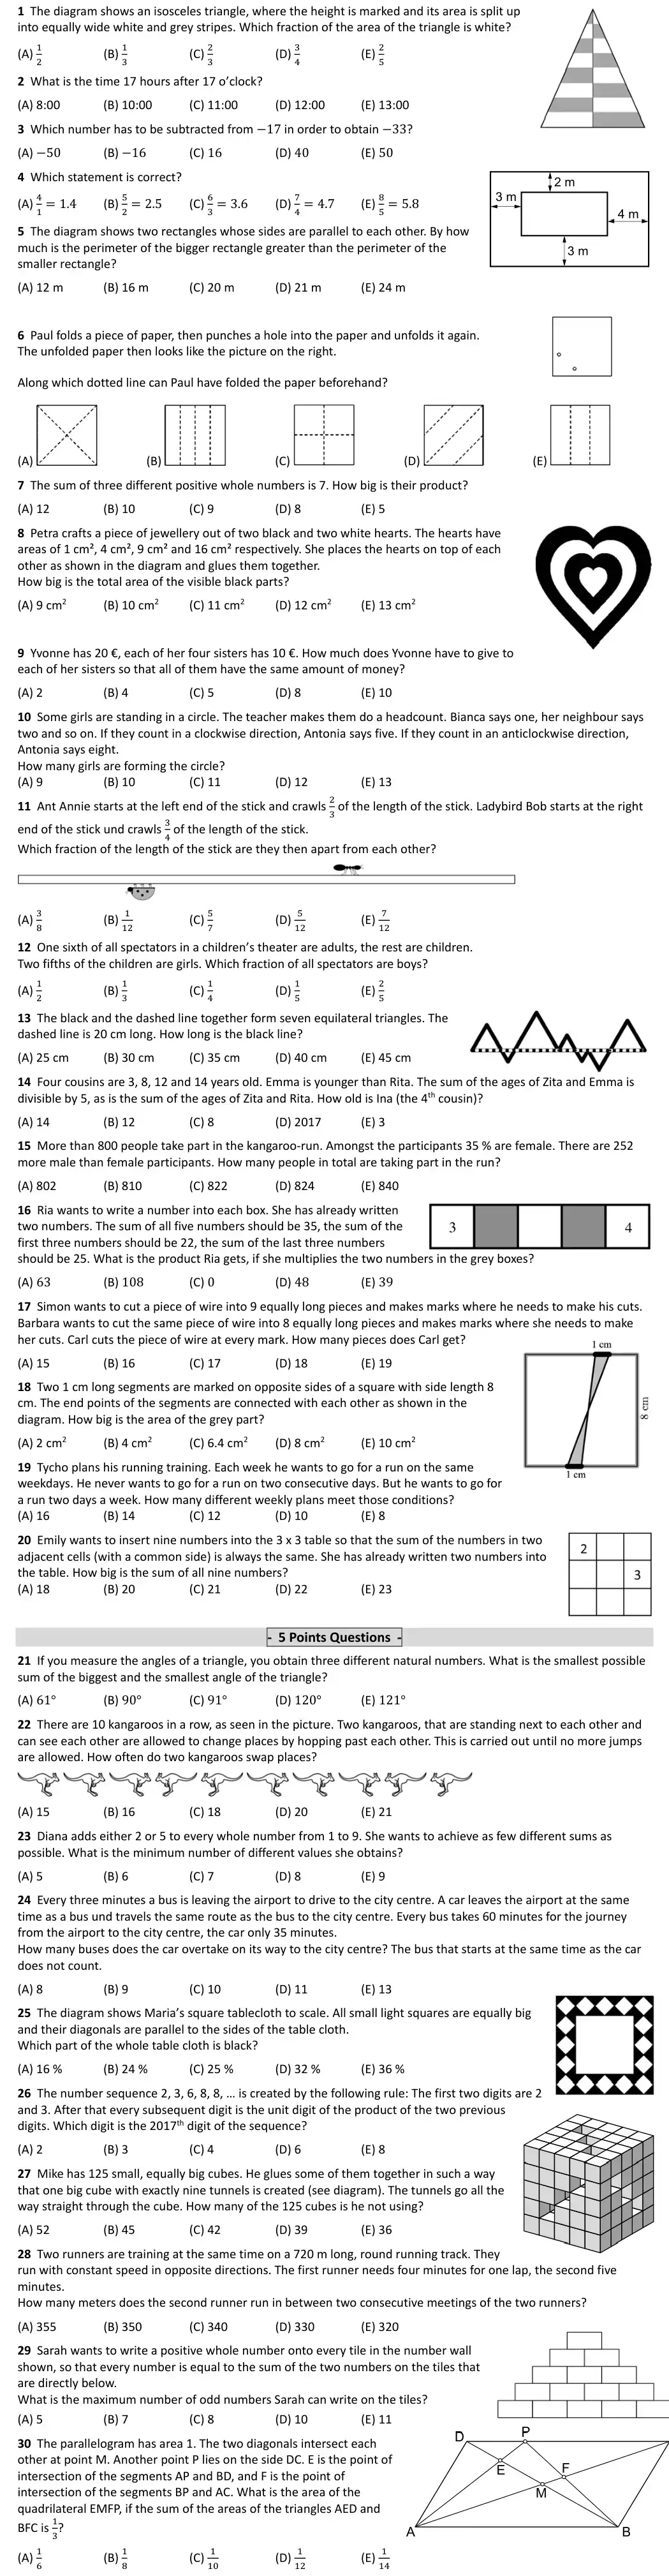 1 The diagram shows an isosceles triangle, where the height is marked and its area is split up
into equally wide white and grey stripes. Which fraction of the area of the triangle is white?
(A) 1/2 (B) 1/3 (C) 2/3 (D) 3/4 (E) 2/5
2 What is the time 17 hours after 17 o'clock?
(A) 8:00 (B) 10:00 (C) 11:00 (D) 12:00 (E) 13:00
3 Which number has to be subtracted from −17 in order to obtain −33?
(A) −50 (B) −16 (C) 16 (D) 40 (E) 50
4 Which statement is correct?
(A) 4/1 = 1.4 (B) 5/2 = 2.5 (C) 6/3 = 3.6 (D) 7/4 = 4.7 (E) 8/5 = 5.8
2 m
3 m
4 m
3 m
5 The diagram shows two rectangles whose sides are parallel to each other. By how
much is the perimeter of the bigger rectangle greater than the perimeter of the
smaller rectangle?
(A) 12 m (B) 16 m (C) 20 m (D) 21 m (E) 24 m
6 Paul folds a piece of paper, then punches a hole into the paper and unfolds it again.
The unfolded paper then looks like the picture on the right.
Along which dotted line can Paul have folded the paper beforehand?
(A) (B) (C) (D) (E)
7 The sum of three different positive whole numbers is 7. How big is their product?
(A) 12 (B) 10 (C) 9 (D) 8 (E) 5
8 Petra crafts a piece of jewellery out of two black and two white hearts. The hearts have
areas of 1 cm², 4 cm², 9 cm² and 16 cm² respectively. She places the hearts on top of each
other as shown in the diagram and glues them together.
How big is the total area of the visible black parts?
(A) 9 cm² (B) 10 cm² (C) 11 cm² (D) 12 cm² (E) 13 cm²
9 Yvonne has 20 €, each of her four sisters has 10 €. How much does Yvonne have to give to
each of her sisters so that all of them have the same amount of money?
(A) 2 (B) 4 (C) 5 (D) 8 (E) 10
10 Some girls are standing in a circle. The teacher makes them do a headcount. Bianca says one, her neighbour says
two and so on. If they count in a clockwise direction, Antonia says five. If they count in an anticlockwise direction,
Antonia says eight.
How many girls are forming the circle?
(A) 9 (B) 10 (C) 11 (D) 12 (E) 13
11 Ant Annie starts at the left end of the stick and crawls 2/3 of the length of the stick. Ladybird Bob starts at the right
end of the stick und crawls 3/4 of the length of the stick.
Which fraction of the length of the stick are they then apart from each other?
(A) 3/8 (B) 1/12 (C) 5/7 (D) 5/12 (E) 7/12
12 One sixth of all spectators in a children's theater are adults, the rest are children.
Two fifths of the children are girls. Which fraction of all spectators are boys?
(A) 1/2 (B) 1/3 (C) 1/4 (D) 1/5 (E) 2/5
13 The black and the dashed line together form seven equilateral triangles. The
dashed line is 20 cm long. How long is the black line?
(A) 25 cm (B) 30 cm (C) 35 cm (D) 40 cm (E) 45 cm
14 Four cousins are 3, 8, 12 and 14 years old. Emma is younger than Rita. The sum of the ages of Zita and Emma is
divisible by 5, as is the sum of the ages of Zita and Rita. How old is Ina (the 4th cousin)?
(A) 14 (B) 12 (C) 8 (D) 2017 (E) 3
15 More than 800 people take part in the kangaroo-run. Amongst the participants 35 % are female. There are 252
more male than female participants. How many people in total are taking part in the run?
(A) 802 (B) 810 (C) 822 (D) 824 (E) 840
16 Ria wants to write a number into each box. She has already written
two numbers. The sum of all five numbers should be 35, the sum of the
first three numbers should be 22, the sum of the last three numbers
should be 25. What is the product Ria gets, if she multiplies the two numbers in the grey boxes?
3 4
(A) 63 (B) 108 (C) 0 (D) 48 (E) 39
17 Simon wants to cut a piece of wire into 9 equally long pieces and makes marks where he needs to make his cuts.
Barbara wants to cut the same piece of wire into 8 equally long pieces and makes marks where she needs to make
her cuts. Carl cuts the piece of wire at every mark. How many pieces does Carl get?
(A) 15 (B) 16 (C) 17 (D) 18 (E) 19
1 cm
8 cm
1 cm
18 Two 1 cm long segments are marked on opposite sides of a square with side length 8
cm. The end points of the segments are connected with each other as shown in the
diagram. How big is the area of the grey part?
(A) 2 cm² (B) 4 cm² (C) 6.4 cm² (D) 8 cm² (E) 10 cm²
19 Tycho plans his running training. Each week he wants to go for a run on the same
weekdays. He never wants to go for a run on two consecutive days. But he wants to go for
a run two days a week. How many different weekly plans meet those conditions?
(A) 16 (B) 14 (C) 12 (D) 10 (E) 8
20 Emily wants to insert nine numbers into the 3 x 3 table so that the sum of the numbers in two
adjacent cells (with a common side) is always the same. She has already written two numbers into
the table. How big is the sum of all nine numbers?
2
3
(A) 18 (B) 20 (C) 21 (D) 22 (E) 23
- 5 Points Questions -
21 If you measure the angles of a triangle, you obtain three different natural numbers. What is the smallest possible
sum of the biggest and the smallest angle of the triangle?
(A) 61° (B) 90° (C) 91° (D) 120° (E) 121°
22 There are 10 kangaroos in a row, as seen in the picture. Two kangaroos, that are standing next to each other and
can see each other are allowed to change places by hopping past each other. This is carried out until no more jumps
are allowed. How often do two kangaroos swap places?
(A) 15 (B) 16 (C) 18 (D) 20 (E) 21
23 Diana adds either 2 or 5 to every whole number from 1 to 9. She wants to achieve as few different sums as
possible. What is the minimum number of different values she obtains?
(A) 5 (B) 6 (C) 7 (D) 8 (E) 9
24 Every three minutes a bus is leaving the airport to drive to the city centre. A car leaves the airport at the same
time as a bus und travels the same route as the bus to the city centre. Every bus takes 60 minutes for the journey
from the airport to the city centre, the car only 35 minutes.
How many buses does the car overtake on its way to the city centre? The bus that starts at the same time as the car
does not count.
(A) 8 (B) 9 (C) 10 (D) 11 (E) 13
25 The diagram shows Maria's square tablecloth to scale. All small light squares are equally big
and their diagonals are parallel to the sides of the table cloth.
Which part of the whole table cloth is black?
(A) 16 % (B) 24 % (C) 25 % (D) 32 % (E) 36 %
26 The number sequence 2, 3, 6, 8, 8, ... is created by the following rule: The first two digits are 2
and 3. After that every subsequent digit is the unit digit of the product of the two previous
digits. Which digit is the 2017th digit of the sequence?
(A) 2 (B) 3 (C) 4 (D) 6 (E) 8
27 Mike has 125 small, equally big cubes. He glues some of them together in such a way
that one big cube with exactly nine tunnels is created (see diagram). The tunnels go all the
way straight through the cube. How many of the 125 cubes is he not using?
(A) 52 (B) 45 (C) 42 (D) 39 (E) 36
28 Two runners are training at the same time on a 720 m long, round running track. They
run with constant speed in opposite directions. The first runner needs four minutes for one lap, the second five
minutes.
How many meters does the second runner run in between two consecutive meetings of the two runners?
(A) 355 (B) 350 (C) 340 (D) 330 (E) 320
29 Sarah wants to write a positive whole number onto every tile in the number wall
shown, so that every number is equal to the sum of the two numbers on the tiles that
are directly below.
What is the maximum number of odd numbers Sarah can write on the tiles?
(A) 5 (B) 7 (C) 8 (D) 10 (E) 11
30 The parallelogram has area 1. The two diagonals intersect each
other at point M. Another point P lies on the side DC. E is the point of
intersection of the segments AP and BD, and F is the point of
intersection of the segments BP and AC. What is the area of the
quadrilateral EMFP, if the sum of the areas of the triangles AED and
BFC is 1/3?
D P
E F
M
A B
(A) 1/6 (B) 1/8 (C) 1/10 (D) 1/12 (E) 1/14